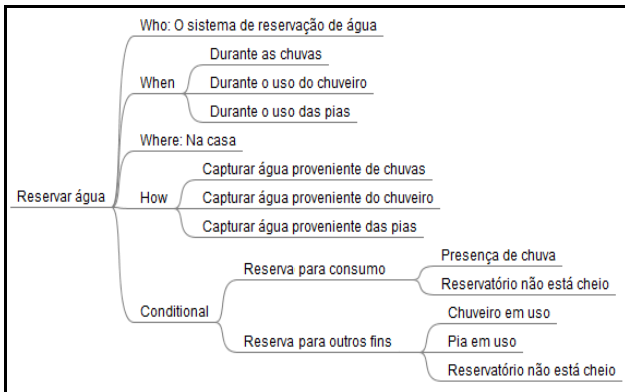 Who: O sistema de reservação de água
When
Durante as chuvas
Durante o uso do chuveiro
Durante o uso das pias
Where: Na casa
Reservar água
How
Capturar água proveniente de chuvas
Capturar água proveniente do chuveiro
Capturar água proveniente das pias
Conditional
Reserva para consumo
Presença de chuva
Reservatório não está cheio
Reserva para outros fins
Chuveiro em uso
Pia em uso
Reservatório não está cheio